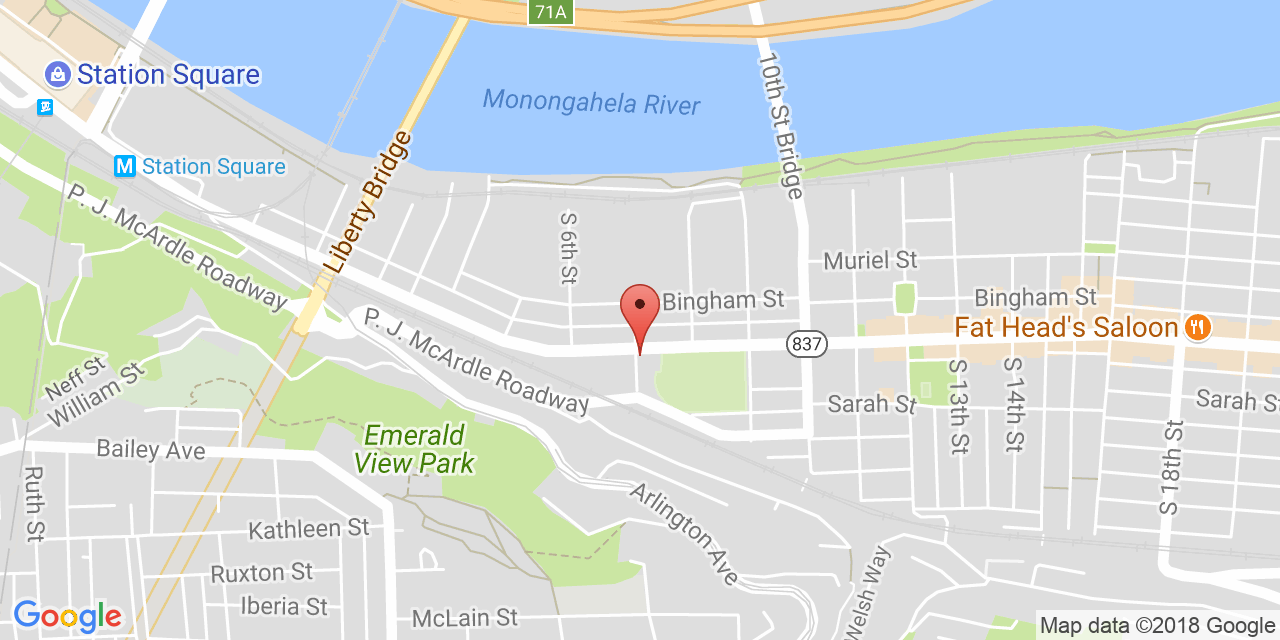 71A
Station Square
Monongahela River
10th St Bridge
M Station Square
Liberty Bridge
P. J. McArdle Roadway
S 6th St
Muriel St
Bingham St
Bingham St
P. J. McArdle Roadway
Fat Head's Saloon
837
Neff St
William St
S 13th St
S 14th St
Sarah St
Sarah St
Emerald
View Park
Bailey Ave
S 18th St
Ruth St
Arlington Ave
Kathleen St
Ruxton St
Welsh Way
Iberia St
McLain St
Google
Map data ©2018 Google